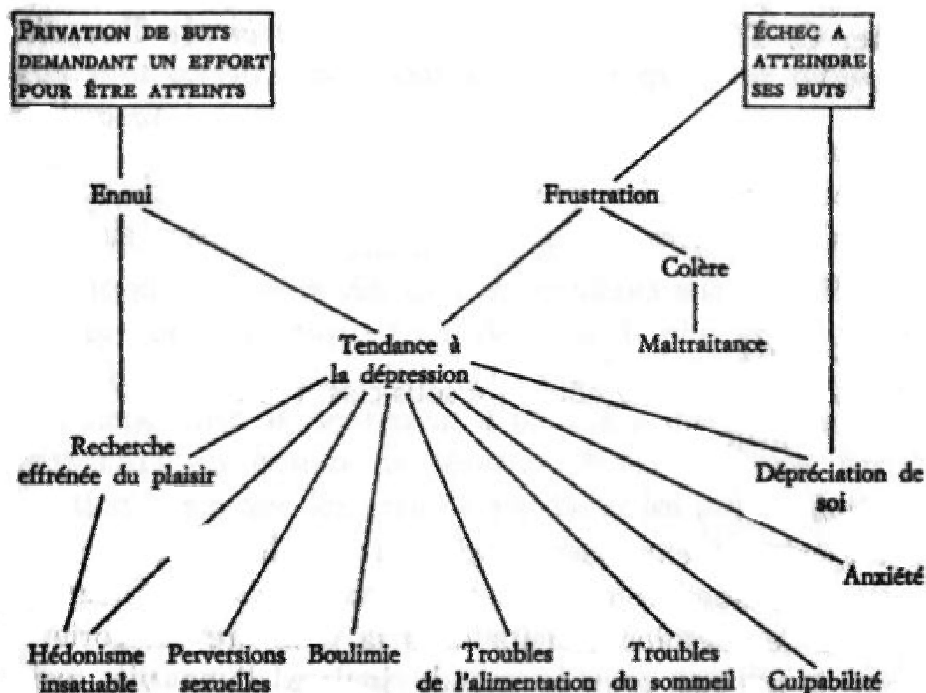 PRIVATION DE BUTS
DEMANDANT UN EFFORT
POUR ÊTRE ATTEINTS
ÉCHEC A
ATTEINDRE
SES BUTS
Ennui
Frustration
Colère
Maltraitance
Tendance à
la dépression
Recherche
effrénée du plaisir
Dépréciation de
soi
Anxiété
Hédonisme
insatiable
Perversions
sexuelles
Boulimie
Troubles
de l'alimentation
Troubles
du sommeil
Culpabilité